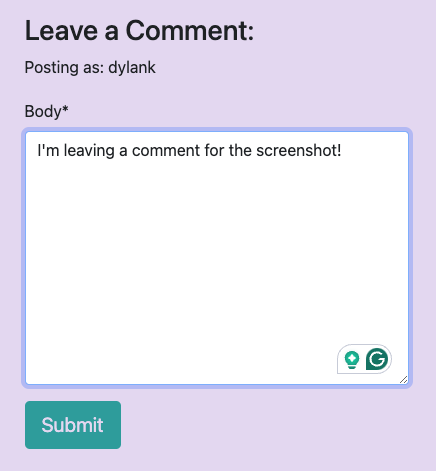 Leave a Comment:
Posting as: dylank
Body*
I'm leaving a comment for the screenshot!
Submit